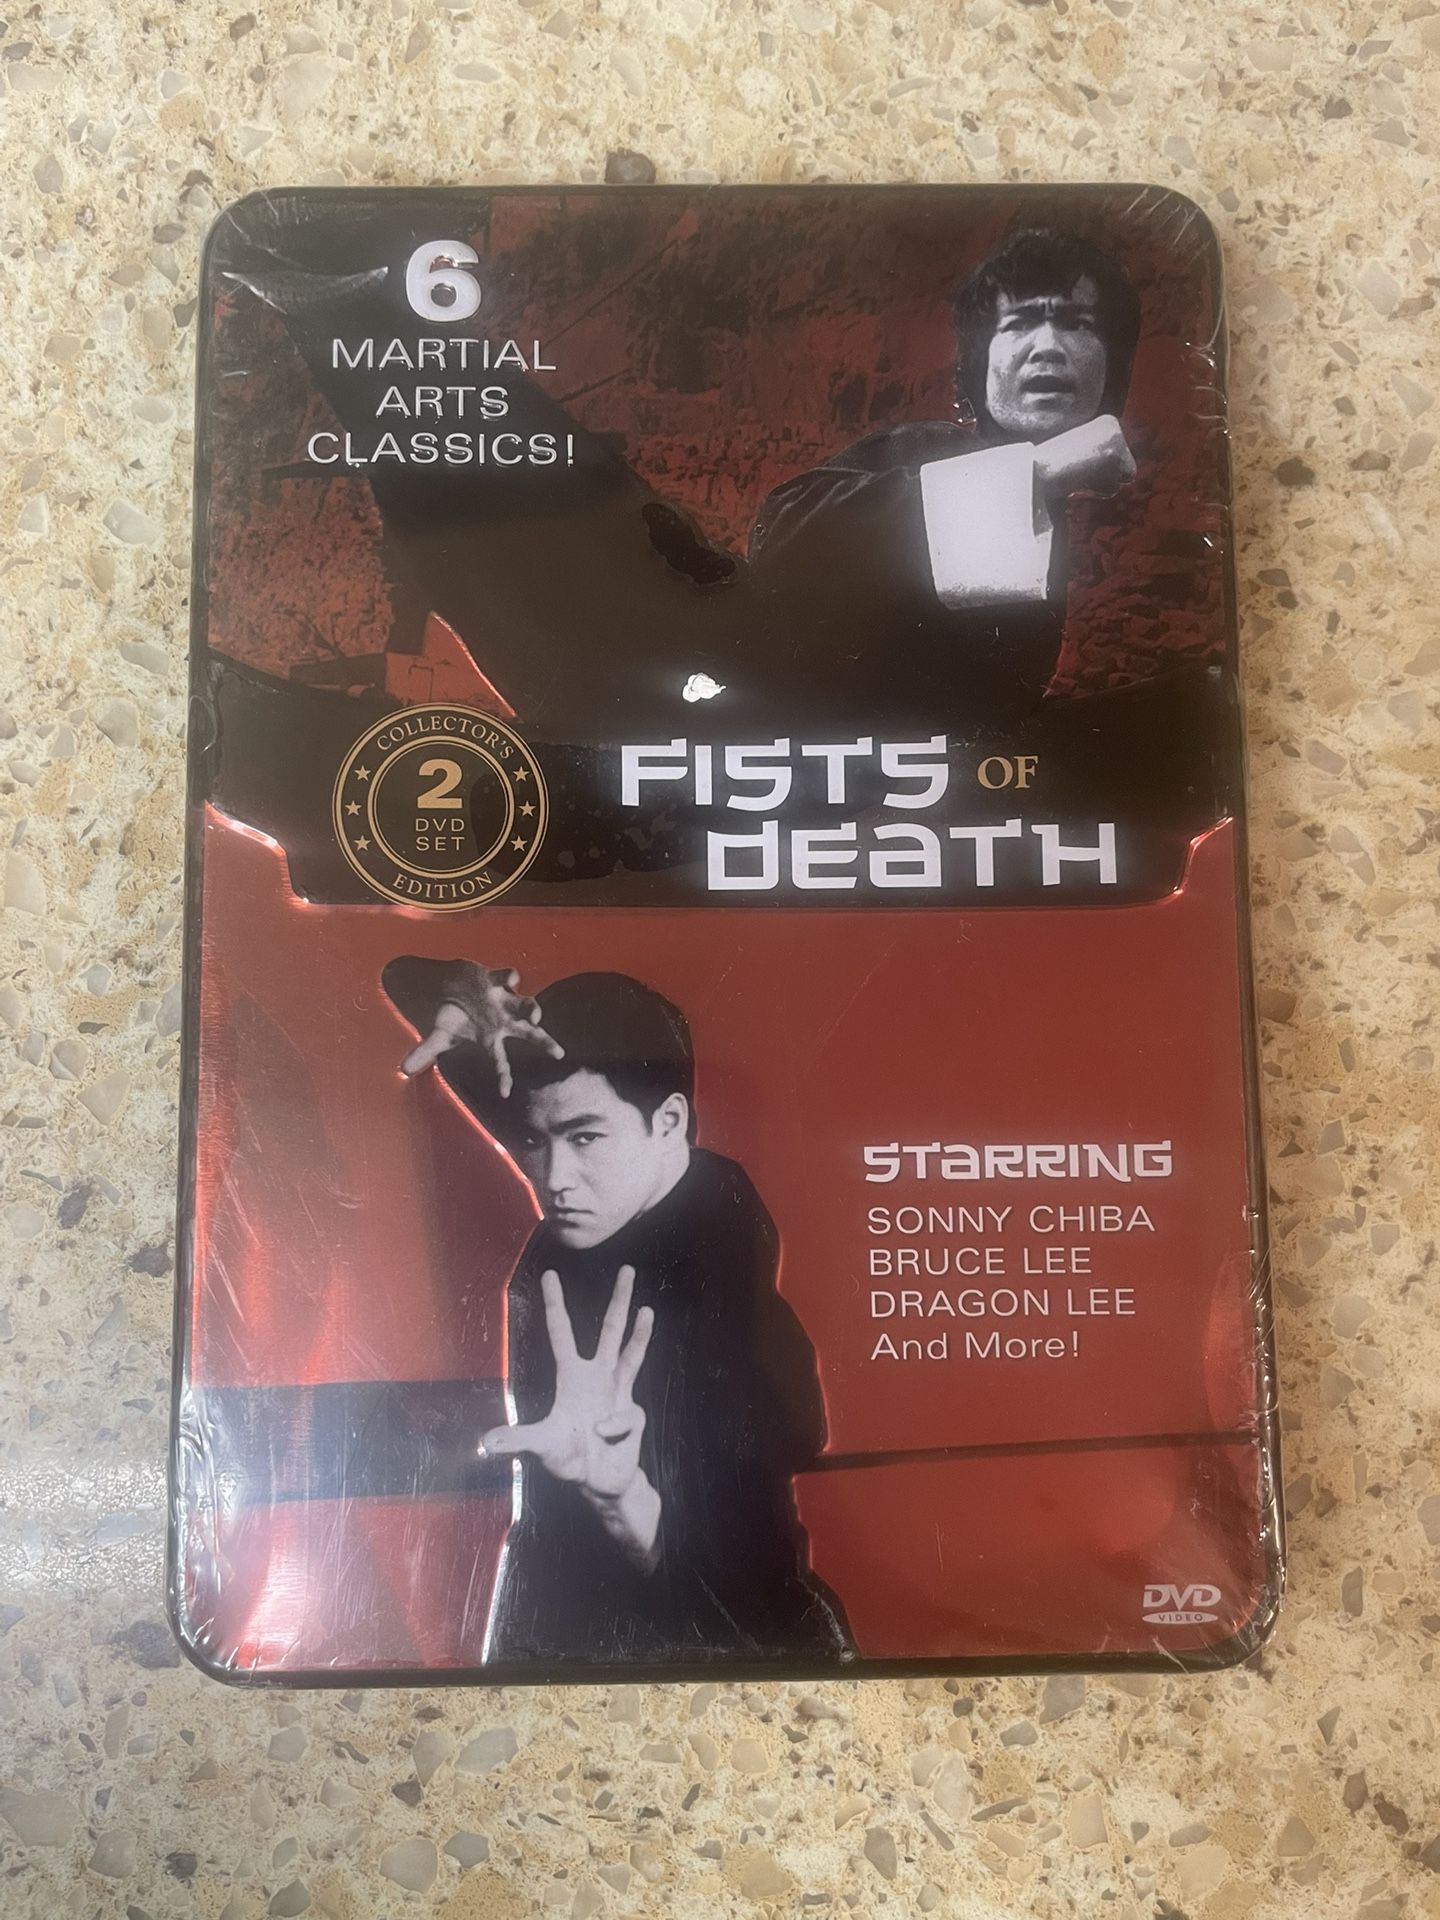 6
MARTIAL
ARTS
CLASSICS!
COLLECTOR'S
2
DVD
SET
EDITION
FISTS OF
DEATH
STARRING
SONNY CHIBA
BRUCE LEE
DRAGON LEE
And More!
DVD
VIDEO